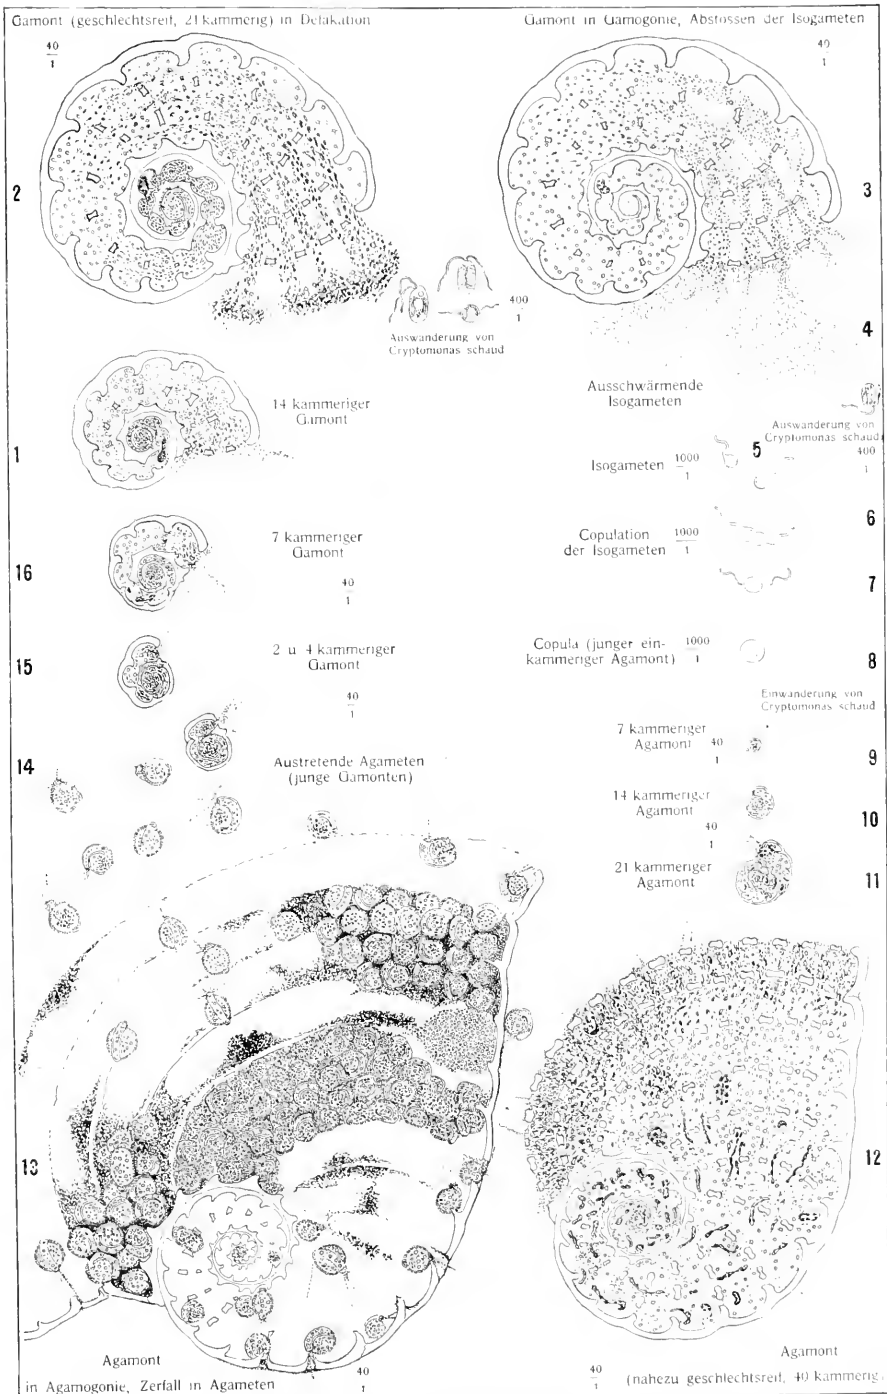 Gamont (geschlechtsreif, 21 kammerig) in Defäkation
40
1
2
Gamont in Gamogonie, Abstossen der Isogameten
40
1
3
400
1
Auswanderung von
Cryptomonas schaud
4
14 kammeriger
Gamont
1
Ausschwärmende
Isogameten
Auswanderung von
Cryptomonas schaud
400
1
Isogameten
1000
1
5
6
7 kammeriger
Gamont
40
1
16
Copulation
der Isogameten
1000
1
7
2 u 4 kammeriger
Gamont
40
1
15
Copula (junger ein-
kammeriger Agamont)
1000
1
8
Einwanderung von
Cryptomonas schaud
14
Austretende Agameten
(junge Gamonten)
7 kammeriger
Agamont
40
1
9
14 kammeriger
Agamont
40
1
10
21 kammeriger
Agamont
11
13
12
Agamont
in Agamogonie, Zerfall in Agameten
40
1
40
1
Agamont
(nahezu geschlechtsreif, 40 kammerig)